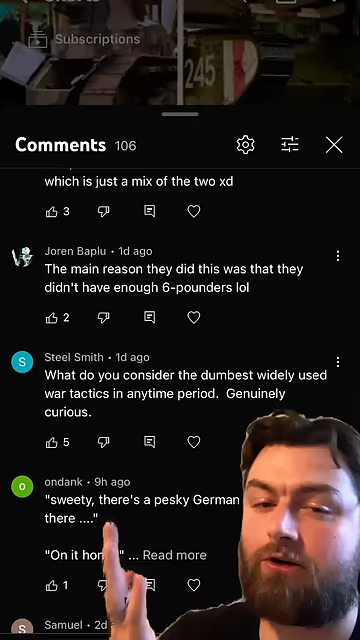 Subscriptions
245
Comments 106
which is just a mix of the two xd
3
Joren Baplu • 1d ago
The main reason they did this was that they
didn't have enough 6-pounders lol
2
S
Steel Smith • 1d ago
What do you consider the dumbest widely used
war tactics in anytime period. Genuinely
curious.
5
o
ondank • 9h ago
"sweety, there's a pesky German
there ...."
"On it " ... Read more
1
S
Samuel • 2d